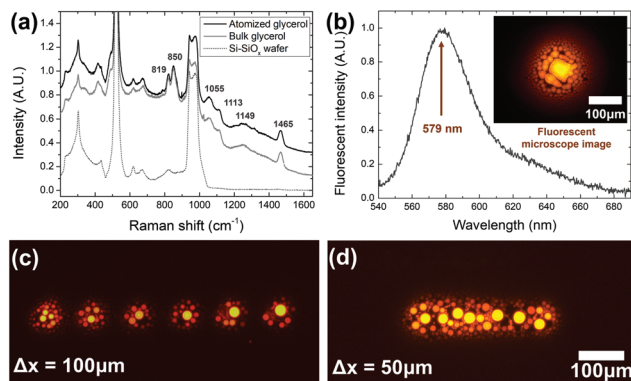 (a)
Atomized glycerol
Bulk glycerol
Si-SiOx wafer
819
850
1055
1113
1149
1465
Intensity (A.U.)
1.4
1.2
1.0
0.8
0.6
0.4
0.2
0.0
200 400 600 800 1000 1200 1400 1600
Raman shift (cm-1)
(b)
Fluorescent intensity (A.U.)
1.0
0.8
0.6
0.4
0.2
0.0
579 nm
100µm
Fluorescent
microscope image
540 560 580 600 620 640 660 680
Wavelength (nm)
(c)
Δx = 100µm
(d)
Δx = 50µm
100µm